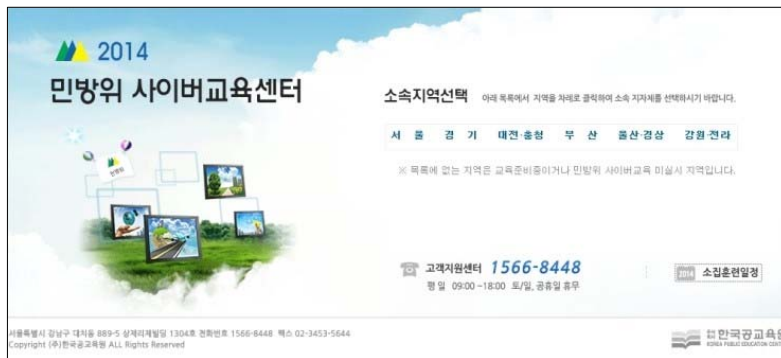 2014
민방위 사이버교육센터
소속지역선택 아래 목록에서 지역을 차례로 클릭하여 소속 지자체를 선택하시기 바랍니다.
서 울 경 기 대전·충청 부 산 울산·경상 강원·전라
※ 목록에 없는 지역은 교육준비중이거나 민방위 사이버교육 미실시 지역입니다.
민방위
고객지원센터 1566-8448
평일 09:00~18:00 토/일, 공휴일 휴무
2014 소집훈련일정
서울특별시 강남구 대치동 889-5 상제리제빌딩 1304호 전화번호 1566-8448 팩스 02-3453-5644
Copyright (주)한국공교육원 ALL Rights Reserved
한국공교육원
KOREA PUBLIC EDUCATION CENT